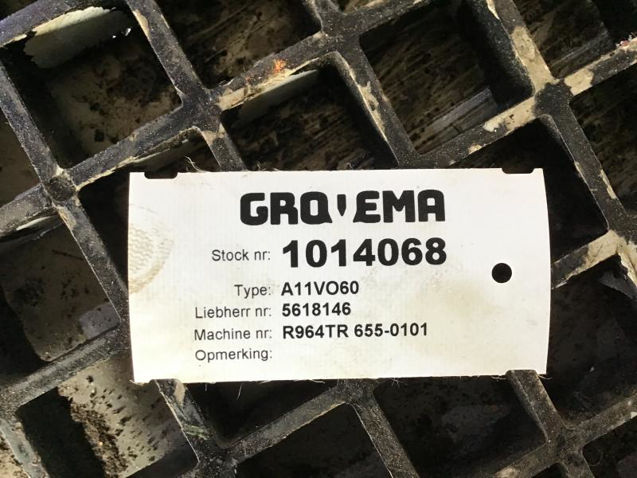 GROVEMA
Stock nr: 1014068
Type: A11VO60
Liebherr nr: 5618146
Machine nr: R964TR 655-0101
Opmerking: